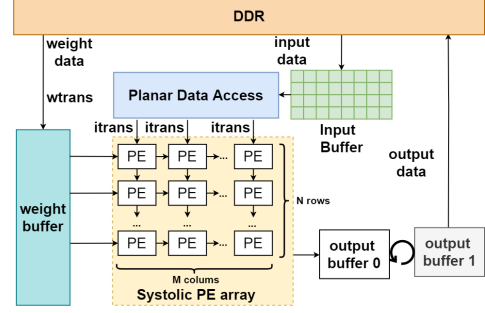 DDR
weight
data
input
data
wtrans
Planar Data Access
itrans itrans itrans
Input
Buffer
output
data
weight
buffer
PE PE ... PE
PE PE ... PE
... ... ...
PE PE ... PE
N rows
M colums
Systolic PE array
output
buffer 0
output
buffer 1